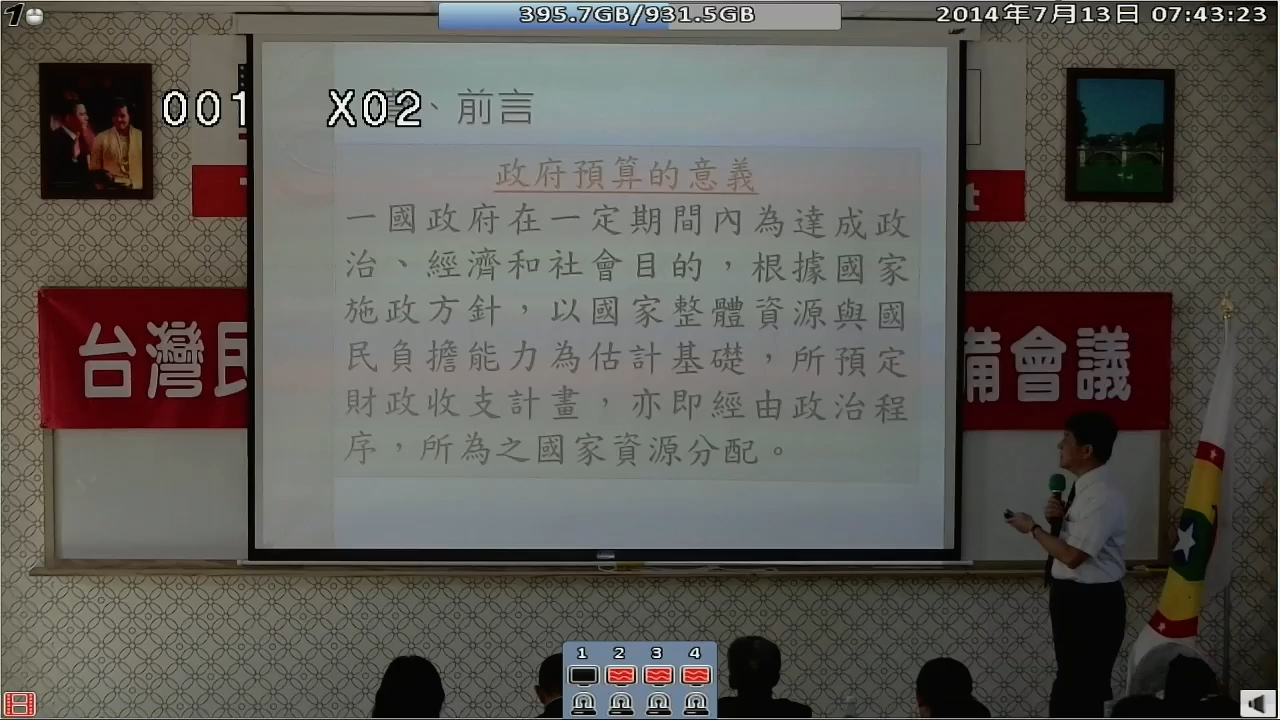 1
395.7GB/931.5GB
2014年7月13日 07:43:23
001 X02
、前言
政府預算的意義
一國政府在一定期間內為達成政
治、經濟和社會目的，根據國家
施政方針，以國家整體資源與國
民負擔能力為估計基礎，所預定
財政收支計畫，亦即經由政治程
序，所為之國家資源分配。
t
台灣民
備會議
1 2 3 4